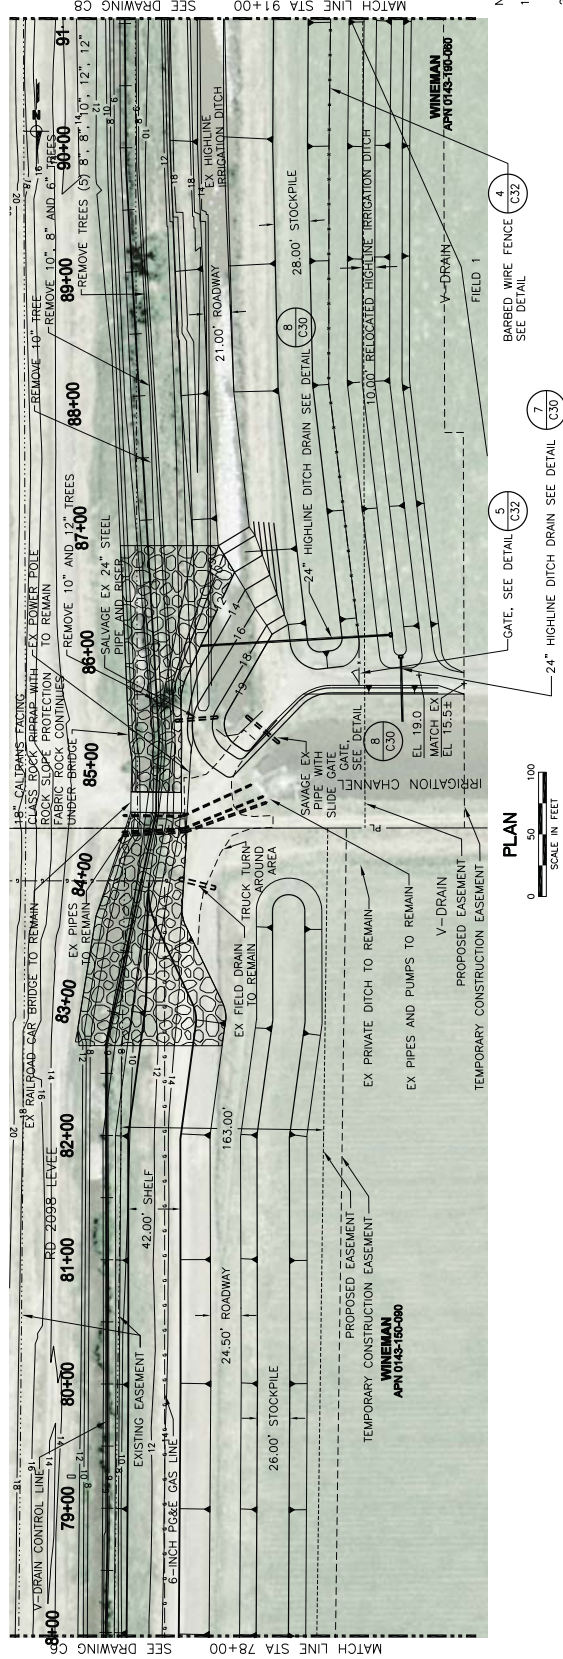 MATCH LINE STA 78+00
SEE DRAWING C6
8+00
79+00
80+00
81+00
82+00
83+00
84+00
85+00
86+00
87+00
88+00
89+00
90+00
91
MATCH LINE STA 91+00
SEE DRAWING C8
N
V-DRAIN CONTROL LINE
RD 2098 LEVEE
EX RAILROAD CAR BRIDGE TO REMAIN
EX PIPES
TO REMAIN
18" CALTRANS FACING
CLASS ROCK RIPRAP WITH
ROCK SLOPE PROTECTION
FABRIC ROCK CONTINUES
UNDER BRIDGE
EX POWER POLE
TO REMAIN
REMOVE 10" AND 12" TREES
SALVAGE EX 24" STEEL
PIPE AND RISER
REMOVE 10" TREE
REMOVE 10", 8" AND 6" TREES
REMOVE TREES (5) 8", 8", 10", 12", 12"
EXISTING EASEMENT
6-INCH PG&E GAS LINE
42.00' SHELF
163.00'
24.50' ROADWAY
26.00' STOCKPILE
PROPOSED EASEMENT
TEMPORARY CONSTRUCTION EASEMENT
WINEMAN
APN 0143-150-090
EX FIELD DRAIN
TO REMAIN
TRUCK TURN
AROUND
AREA
EX PRIVATE DITCH TO REMAIN
EX PIPES AND PUMPS TO REMAIN
V-DRAIN
PROPOSED EASEMENT
TEMPORARY CONSTRUCTION EASEMENT
PL
IRRIGATION CHANNEL
SAVAGE EX
PIPE WITH
SLIDE GATE
GATE,
SEE DETAIL
8
C30
EL 19.0
MATCH EX
EL 15.5±
21.00' ROADWAY
EX HIGHLINE
IRRIGATION DITCH
28.00' STOCKPILE
24" HIGHLINE DITCH DRAIN SEE DETAIL
8
C30
10.00' RELOCATED HIGHLINE IRRIGATION DITCH
V-DRAIN
FIELD 1
WINEMAN
APN 0143-190-060
BARBED WIRE FENCE
SEE DETAIL
4
C32
GATE, SEE DETAIL
5
C32
24" HIGHLINE DITCH DRAIN SEE DETAIL
7
C30
PLAN
0 50 100
SCALE IN FEET